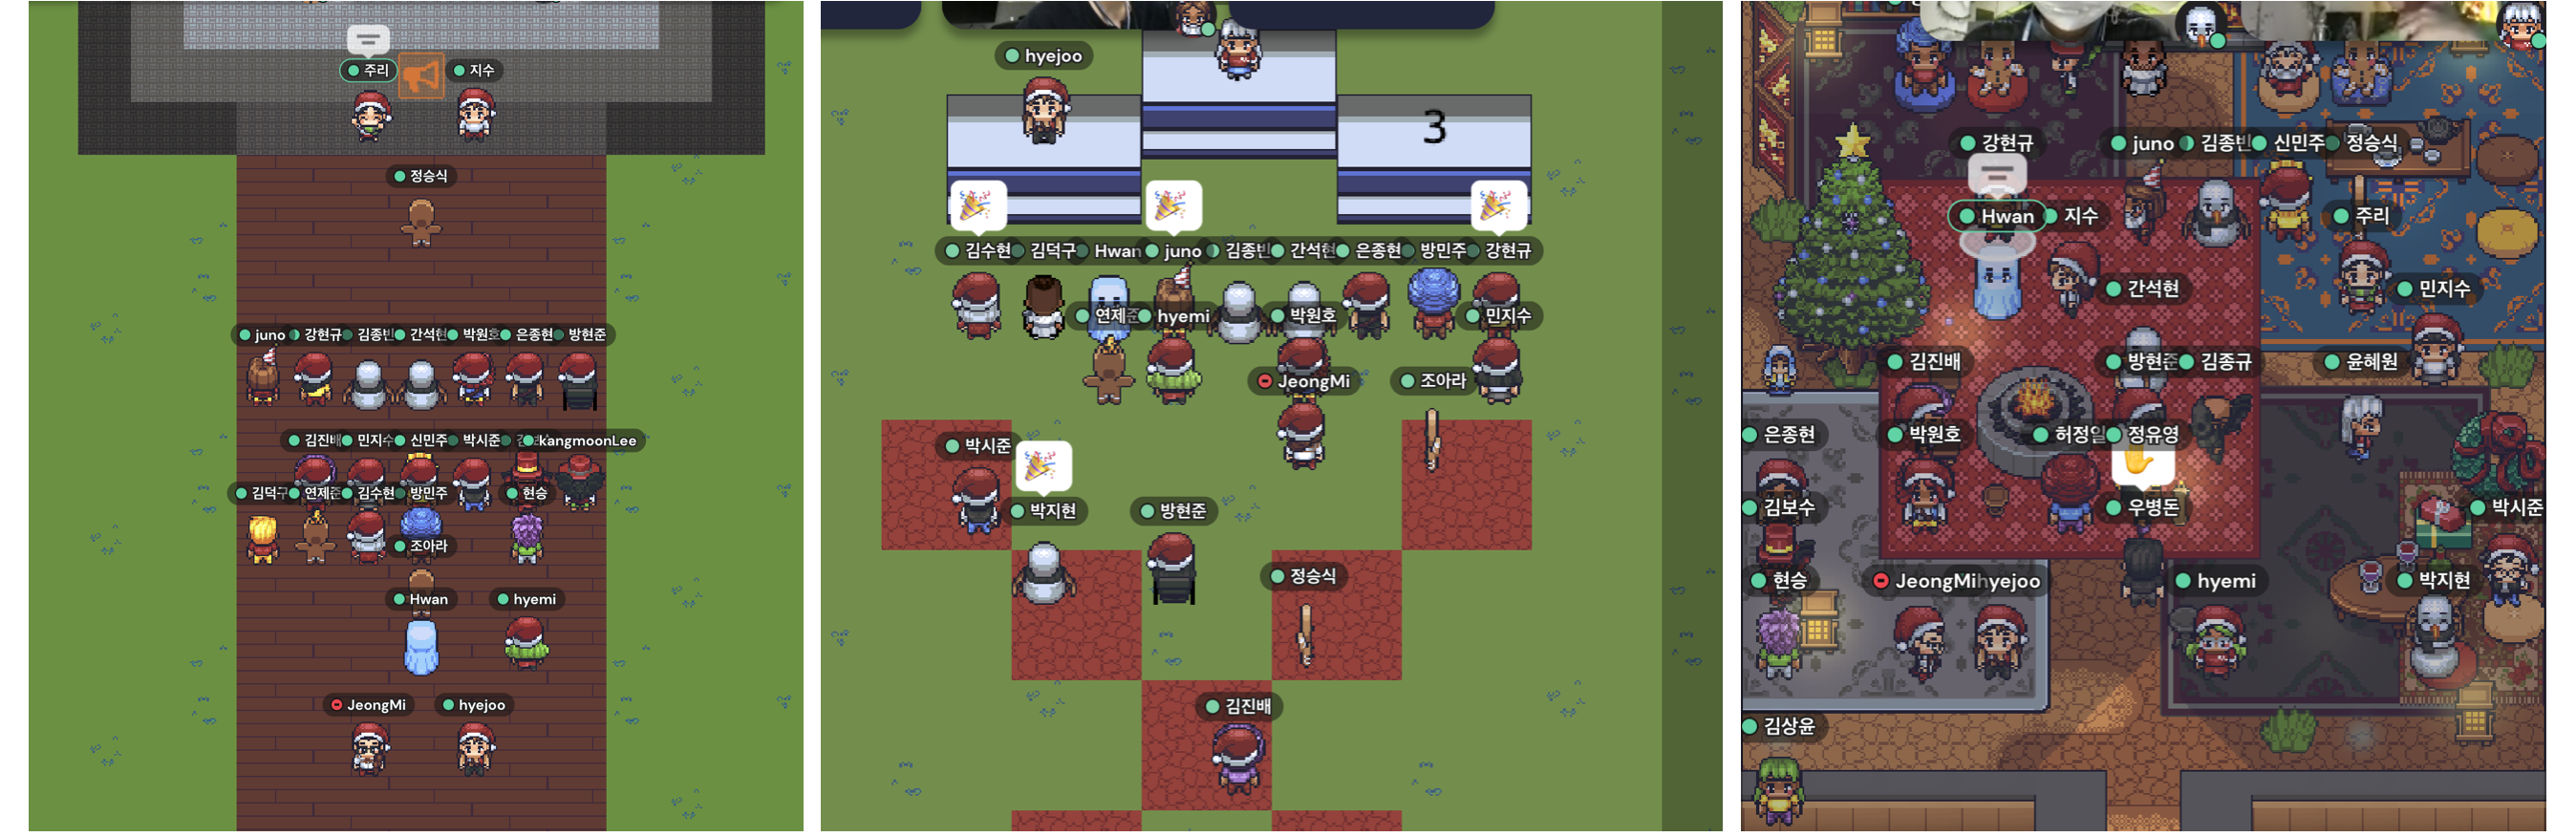 주리 지수
정승식
juno 강현규 김종빈 간석현 박원호 은종현 방현준
김진배 민지수 신민주 박시준 kangmoonLee
김덕구 연제준 김수현 방민주 현승
조아라
Hwan hyemi
JeongMi hyejoo
hyejoo
3
김수현 김덕구 Hwan juno 김종빈 간석현 은종현 방민주 강현규
연제준 hyemi 박원호 민지수
JeongMi 조아라
박시준
박지현 방현준
정승식
김진배
강현규 juno 김종빈 신민주 정승식
Hwan 지수 주리
간석현 민지수
김진배 방현준 김종규 윤혜원
은종현 박원호 허정일 정유영
김보수 우병돈 박시준
현승 JeongMi hyejoo hyemi 박지현
김상윤